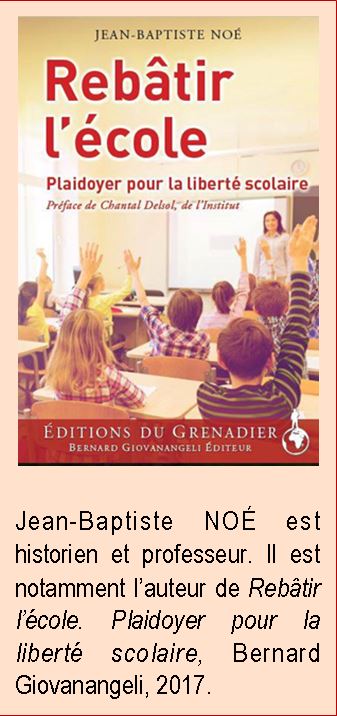 JEAN-BAPTISTE NOÉ
Rebâtir
l'école
Plaidoyer pour la liberté scolaire
Préface de Chantal Delsol, de l'Institut
ÉDITIONS DU GRENADIER
BERNARD GIOVANANGELI ÉDITEUR
Jean-Baptiste NOÉ est
historien et professeur. Il est
notamment l'auteur de Rebâtir
l'école. Plaidoyer pour la
liberté scolaire, Bernard
Giovanangeli, 2017.